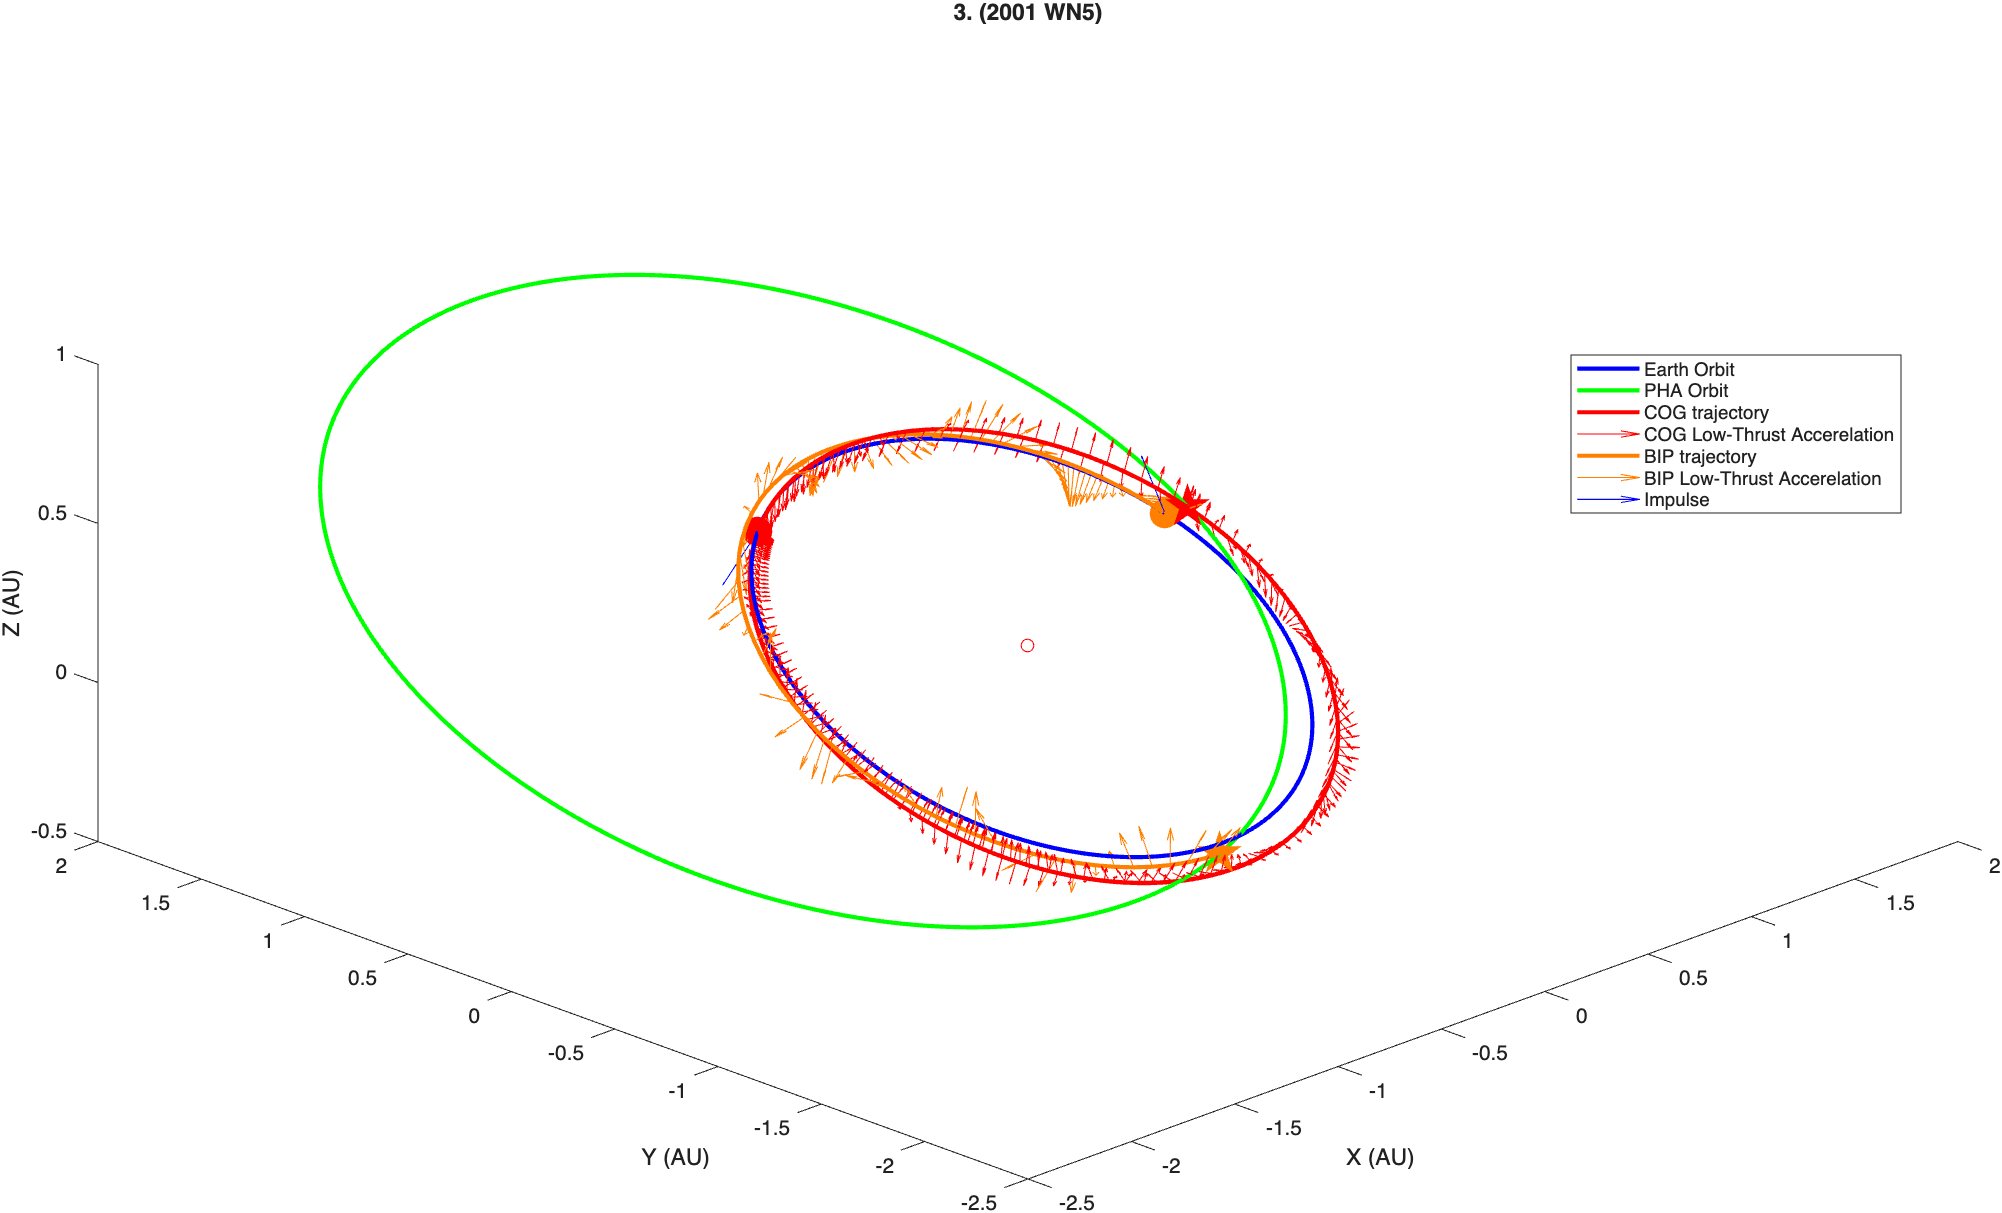 3. (2001 WN5)
Earth Orbit
PHA Orbit
COG trajectory
COG Low-Thrust Accerelation
BIP trajectory
BIP Low-Thrust Accerelation
Impulse
Z (AU)
1
0.5
0
-0.5
2
1.5
1
0.5
0
-0.5
-1
-1.5
-2
-2.5
Y (AU)
-2.5
-2
-1.5
-1
-0.5
0
0.5
1
1.5
2
X (AU)